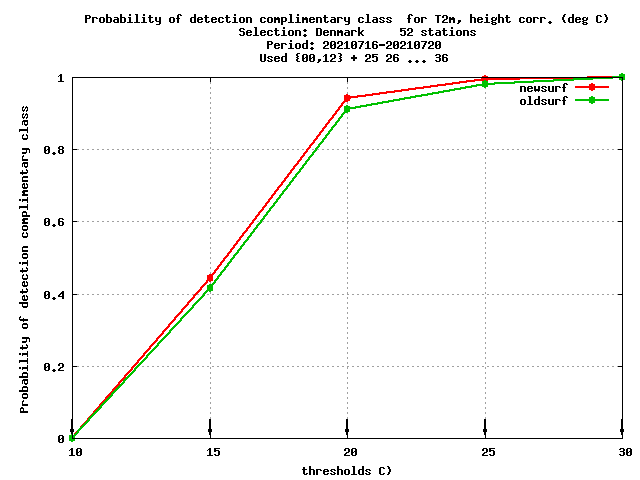 Probability of detection complimentary class  for T2m, height corr. (deg C)
Selection: Denmark     52 stations
Period: 20210716-20210720
Used {00,12} + 25 26 ... 36
newsurf
oldsurf
1
0.8
0.6
0.4
0.2
0
Probability of detection complimentary class
10 15 20 25 30
thresholds C)